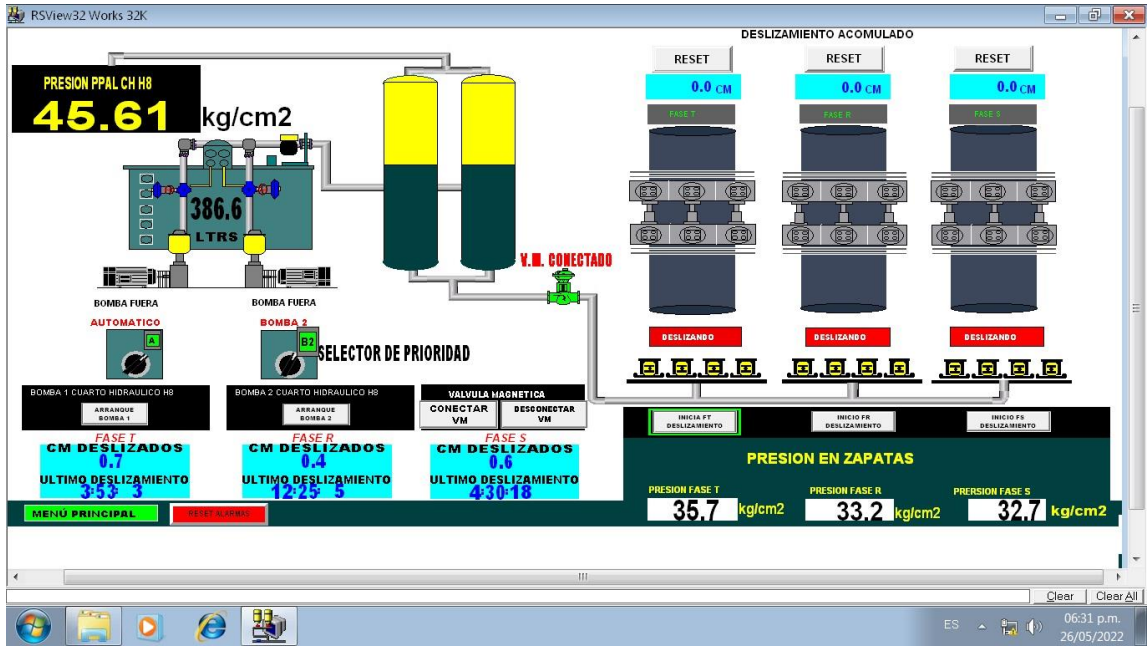 RSView32 Works 32K
DESLIZAMIENTO ACUMULADO
RESET
RESET
RESET
PRESION PPAL CH H8
45.61
kg/cm2
0.0 CM
0.0 CM
0.0 CM
FASE T
FASE R
FASE S
386.6
LTRS
V.M. CONECTADO
BOMBA FUERA
BOMBA FUERA
AUTOMATICO
A
BOMBA 2
B2
SELECTOR DE PRIORIDAD
DESLIZANDO
DESLIZANDO
DESLIZANDO
BOMBA 1 CUARTO HIDRAULICO H8
ARRANQUE
BOMBA 1
BOMBA 2 CUARTO HIDRAULICO H8
ARRANQUE
BOMBA 2
VALVULA MAGNETICA
CONECTAR
VM
DESCONECTAR
VM
INICIA FT
DESLIZAMIENTO
INICIO FR
DESLIZAMIENTO
INICIO FS
DESLIZAMIENTO
FASE T
CM DESLIZADOS
0.7
ULTIMO DESLIZAMIENTO
3:53: 3
FASE R
CM DESLIZADOS
0.4
ULTIMO DESLIZAMIENTO
12:25: 5
FASE S
CM DESLIZADOS
0.6
ULTIMO DESLIZAMIENTO
4:30:18
PRESION EN ZAPATAS
PRESION FASE T
35.7 kg/cm2
PRESION FASE R
33.2 kg/cm2
PRERSION FASE S
32.7 kg/cm2
MENÚ PRINCIPAL
RESET ALARMAS
Clear
Clear All
ES
06:31 p.m.
26/05/2022